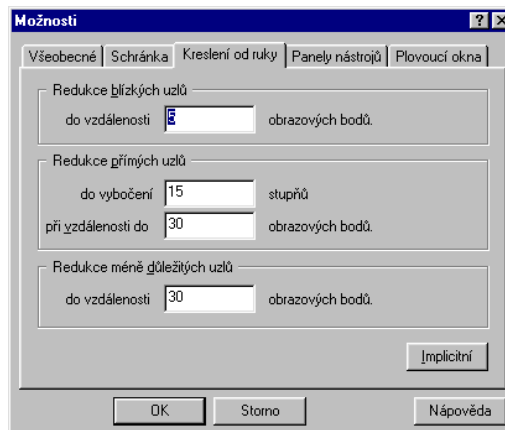 Možnosti
Všeobecné Schránka Kreslení od ruky Panely nástrojů Plovoucí okna
Redukce blízkých uzlů
do vzdálenosti 5 obrazových bodů.
Redukce přímých uzlů
do vybočení 15 stupňů
při vzdálenosti do 30 obrazových bodů.
Redukce méně důležitých uzlů
do vzdálenosti 30 obrazových bodů.
Implicitní
OK Storno Nápověda